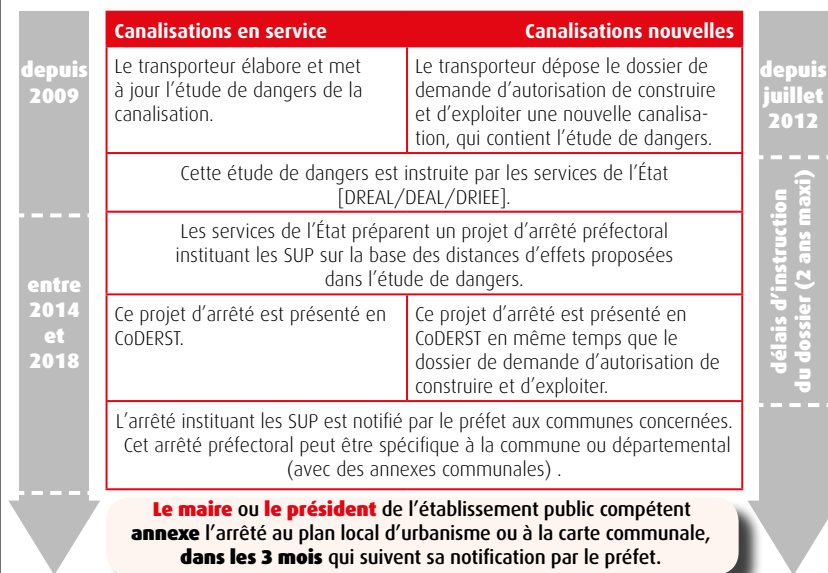 Canalisations en service
Canalisations nouvelles
depuis
2009
Le transporteur élabore et met
à jour l'étude de dangers de la
canalisation.
Le transporteur dépose le dossier de
demande d'autorisation de construire
et d'exploiter une nouvelle canalisa-
tion, qui contient l'étude de dangers.
depuis
juillet
2012
Cette étude de dangers est instruite par les services de l'État
[DREAL/DEAL/DRIEE].
Les services de l'État préparent un projet d'arrêté préfectoral
instituant les SUP sur la base des distances d'effets proposées
dans l'étude de dangers.
entre
2014
et
2018
Ce projet d'arrêté est présenté en
CoDERST.
Ce projet d'arrêté est présenté en
CoDERST en même temps que le
dossier de demande d'autorisation de
construire et d'exploiter.
délais d'instruction
du dossier (2 ans maxi)
L'arrêté instituant les SUP est notifié par le préfet aux communes concernées.
Cet arrêté préfectoral peut être spécifique à la commune ou départemental
(avec des annexes communales) .
Le maire ou le président de l'établissement public compétent
annexe l'arrêté au plan local d'urbanisme ou à la carte communale,
dans les 3 mois qui suivent sa notification par le préfet.